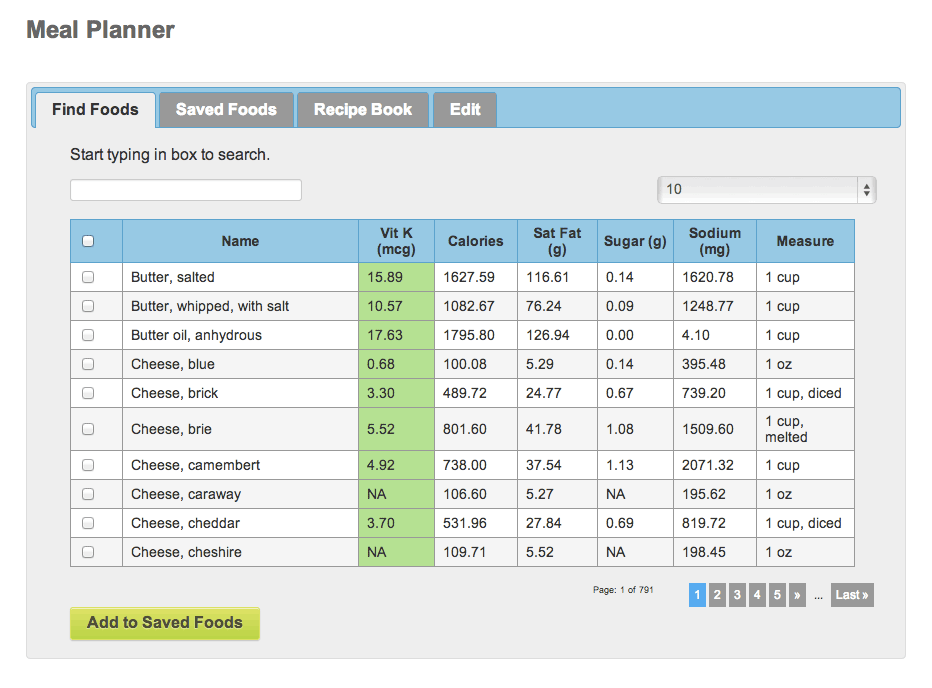 Meal Planner
Find Foods Saved Foods Recipe Book Edit
Start typing in box to search.
10
Name Vit K (mcg) Calories Sat Fat (g) Sugar (g) Sodium (mg) Measure
Butter, salted 15.89 1627.59 116.61 0.14 1620.78 1 cup
Butter, whipped, with salt 10.57 1082.67 76.24 0.09 1248.77 1 cup
Butter oil, anhydrous 17.63 1795.80 126.94 0.00 4.10 1 cup
Cheese, blue 0.68 100.08 5.29 0.14 395.48 1 oz
Cheese, brick 3.30 489.72 24.77 0.67 739.20 1 cup, diced
Cheese, brie 5.52 801.60 41.78 1.08 1509.60 1 cup, melted
Cheese, camembert 4.92 738.00 37.54 1.13 2071.32 1 cup
Cheese, caraway NA 106.60 5.27 NA 195.62 1 oz
Cheese, cheddar 3.70 531.96 27.84 0.69 819.72 1 cup, diced
Cheese, cheshire NA 109.71 5.52 NA 198.45 1 oz
Page: 1 of 791 1 2 3 4 5 » ... Last »
Add to Saved Foods